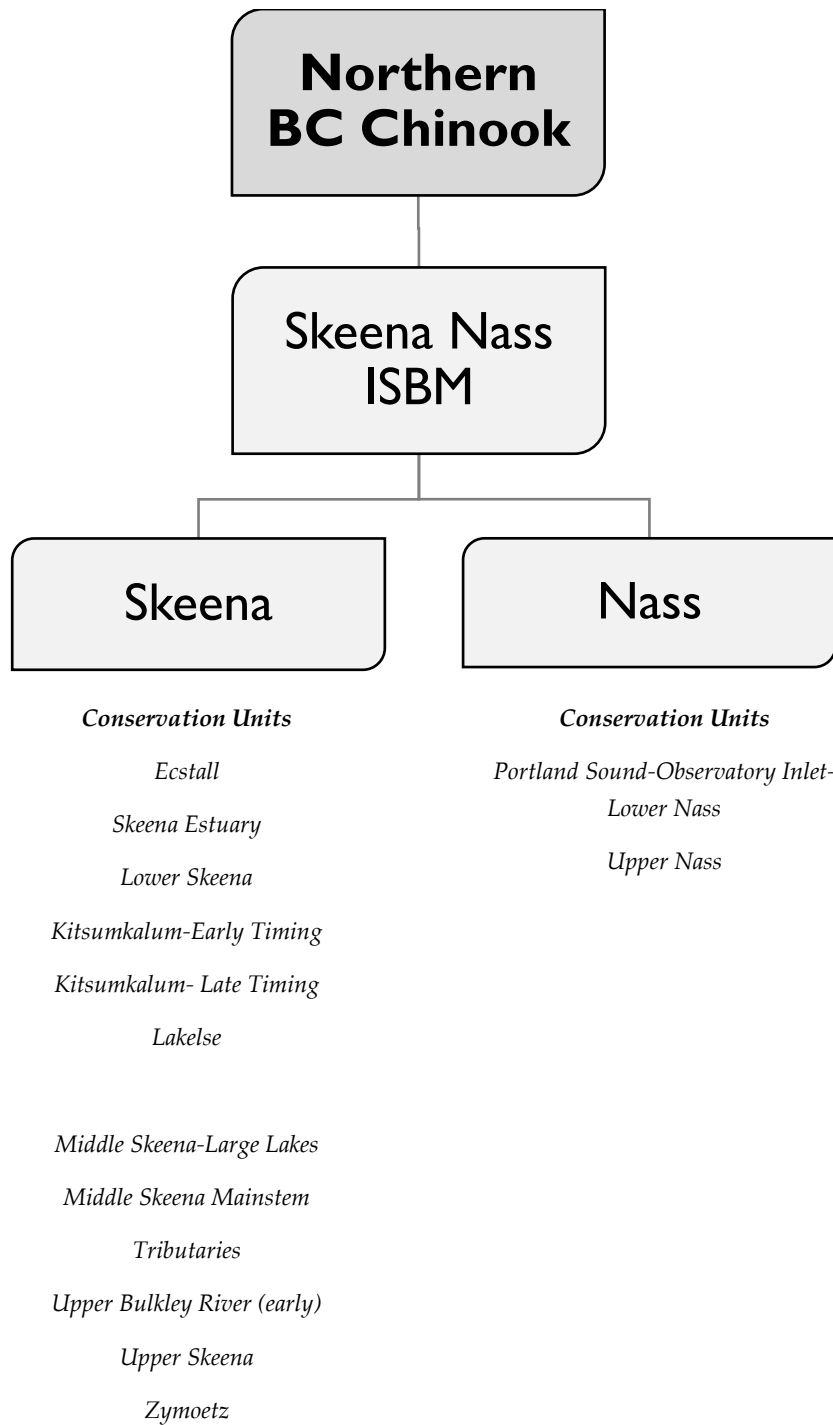 Northern
BC Chinook
Skeena Nass
ISBM
Skeena
Nass
Conservation Units
Ecstall
Skeena Estuary
Lower Skeena
Kitsumkalum-Early Timing
Kitsumkalum- Late Timing
Lakelse
Middle Skeena-Large Lakes
Middle Skeena Mainstem
Tributaries
Upper Bulkley River (early)
Upper Skeena
Zymoetz
Conservation Units
Portland Sound-Observatory Inlet-
Lower Nass
Upper Nass